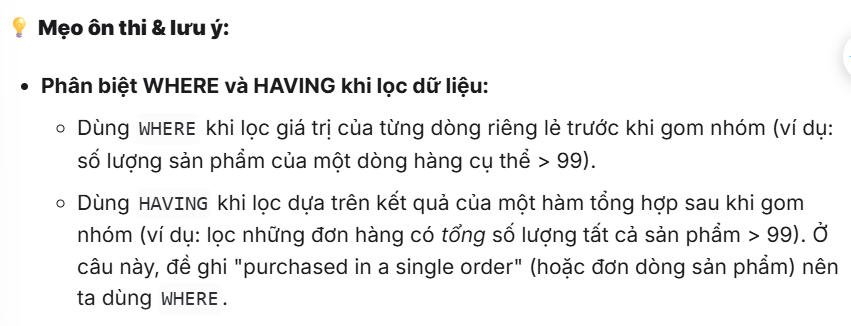 💡 Mẹo ôn thi & lưu ý:
• Phân biệt WHERE và HAVING khi lọc dữ liệu:
◦ Dùng WHERE khi lọc giá trị của từng dòng riêng lẻ trước khi gom nhóm (ví dụ:
số lượng sản phẩm của một dòng hàng cụ thể > 99).
◦ Dùng HAVING khi lọc dựa trên kết quả của một hàm tổng hợp sau khi gom
nhóm (ví dụ: lọc những đơn hàng có tổng số lượng tất cả sản phẩm > 99). Ở
câu này, đề ghi "purchased in a single order" (hoặc đơn dòng sản phẩm) nên
ta dùng WHERE.